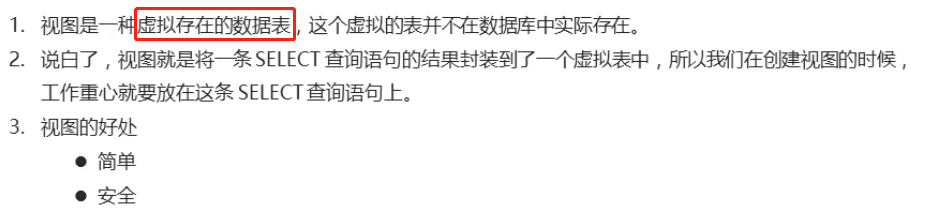 1. 视图是一种虚拟存在的数据表，这个虚拟的表并不在数据库中实际存在。
2. 说白了，视图就是将一条 SELECT 查询语句的结果封装到了一个虚拟表中，所以我们在创建视图的时候，
工作重心就要放在这条 SELECT 查询语句上。
3. 视图的好处
● 简单
● 安全